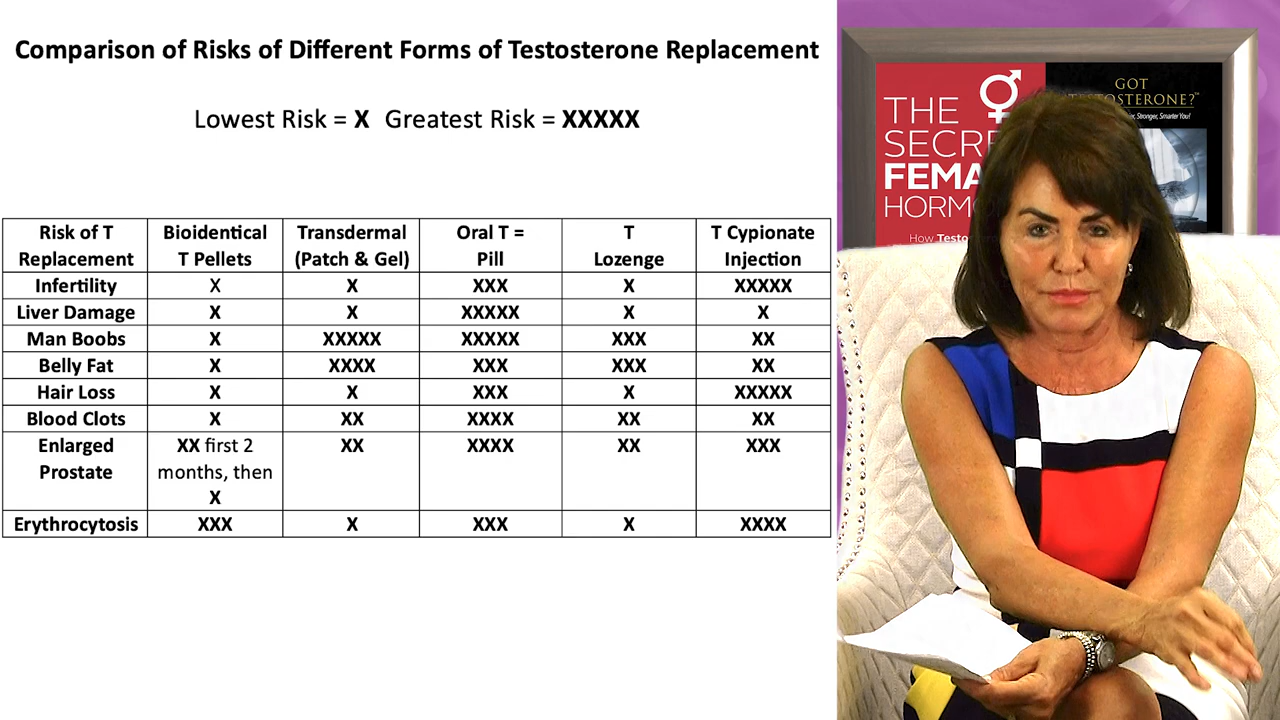 Comparison of Risks of Different Forms of Testosterone Replacement
Lowest Risk = X Greatest Risk = XXXXX
Risk of T Replacement | Bioidentical T Pellets | Transdermal (Patch & Gel) | Oral T = Pill | T Lozenge | T Cypionate Injection
Infertility | X | X | XXX | X | XXXXX
Liver Damage | X | X | XXXXX | X | X
Man Boobs | X | XXXXX | XXXXX | XXX | XX
Belly Fat | X | XXXX | XXX | XXX | XX
Hair Loss | X | X | XXX | X | XXXXX
Blood Clots | X | XX | XXXX | XX | XX
Enlarged Prostate | XX first 2 months, then X | XX | XXXX | XX | XXX
Erythrocytosis | XXX | X | XXX | X | XXXX
THE
SECRE
FEMA
HORM
How Testo
GOT
TESTOSTERONE?
Stronger, Smarter You!